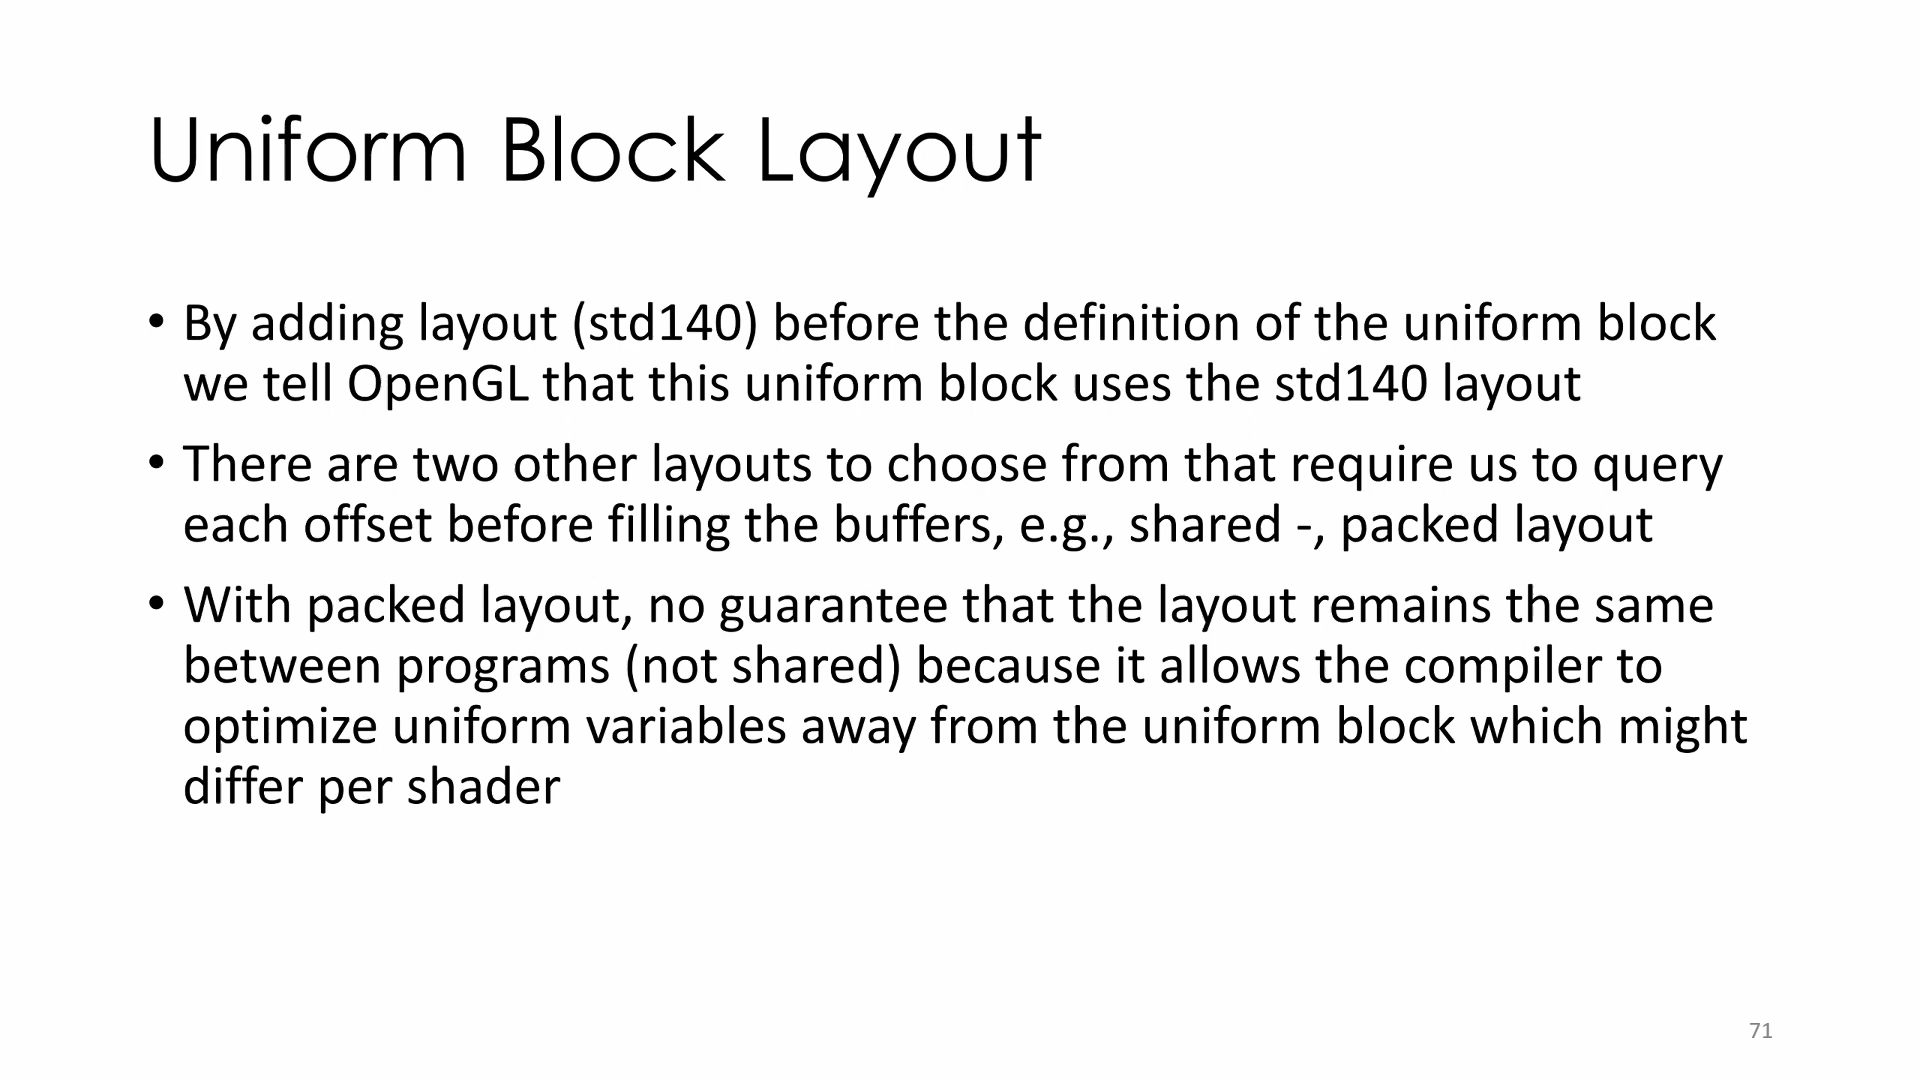 Uniform Block Layout
• By adding layout (std140) before the definition of the uniform block
we tell OpenGL that this uniform block uses the std140 layout
• There are two other layouts to choose from that require us to query
each offset before filling the buffers, e.g., shared -, packed layout
• With packed layout, no guarantee that the layout remains the same
between programs (not shared) because it allows the compiler to
optimize uniform variables away from the uniform block which might
differ per shader
71